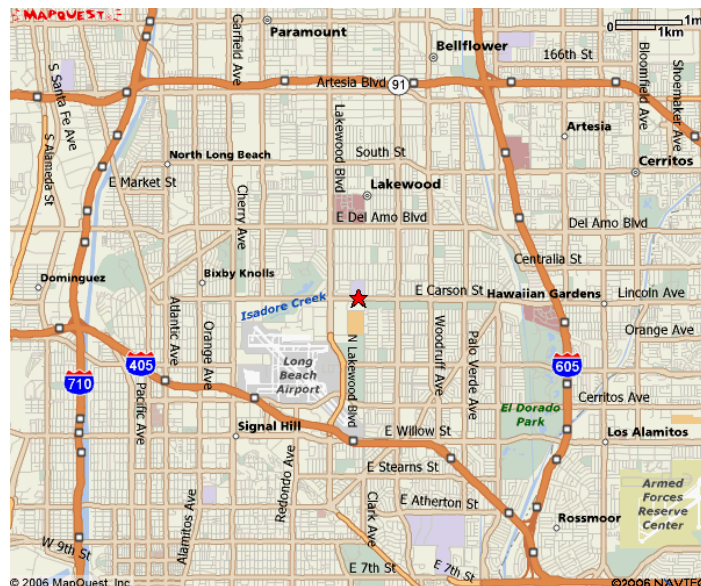 MAPQUEST
1mi
1km
Paramount
Garfield Ave
Bellflower
166th St
Bloomfield Ave
Shoemaker Ave
S Santa Fe Ave
Artesia Blvd
91
S Alameda St
Lakewood Blvd
Artesia
North Long Beach
South St
Cerritos
E Market St
Cherry Ave
Lakewood
E Del Amo Blvd
Del Amo Blvd
Centralia St
Dominguez
Bixby Knolls
Isadore Creek
E Carson St
Hawaiian Gardens
Lincoln Ave
Atlantic Ave
Orange Ave
Orange Ave
Woodruff Ave
Palo Verde Ave
N Lakewood Blvd
405
710
605
Long
Beach
Airport
Pacific Ave
Cerritos Ave
El Dorado
Park
Signal Hill
E Willow St
Los Alamitos
E Stearns St
Redondo Ave
Armed
Forces
Reserve
Center
Alamitos Ave
Clark Ave
E Atherton St
Rossmoor
W 9th St
E 7th St
E 7th St
© 2006 MapQuest, Inc
©2006 NAVTEQ